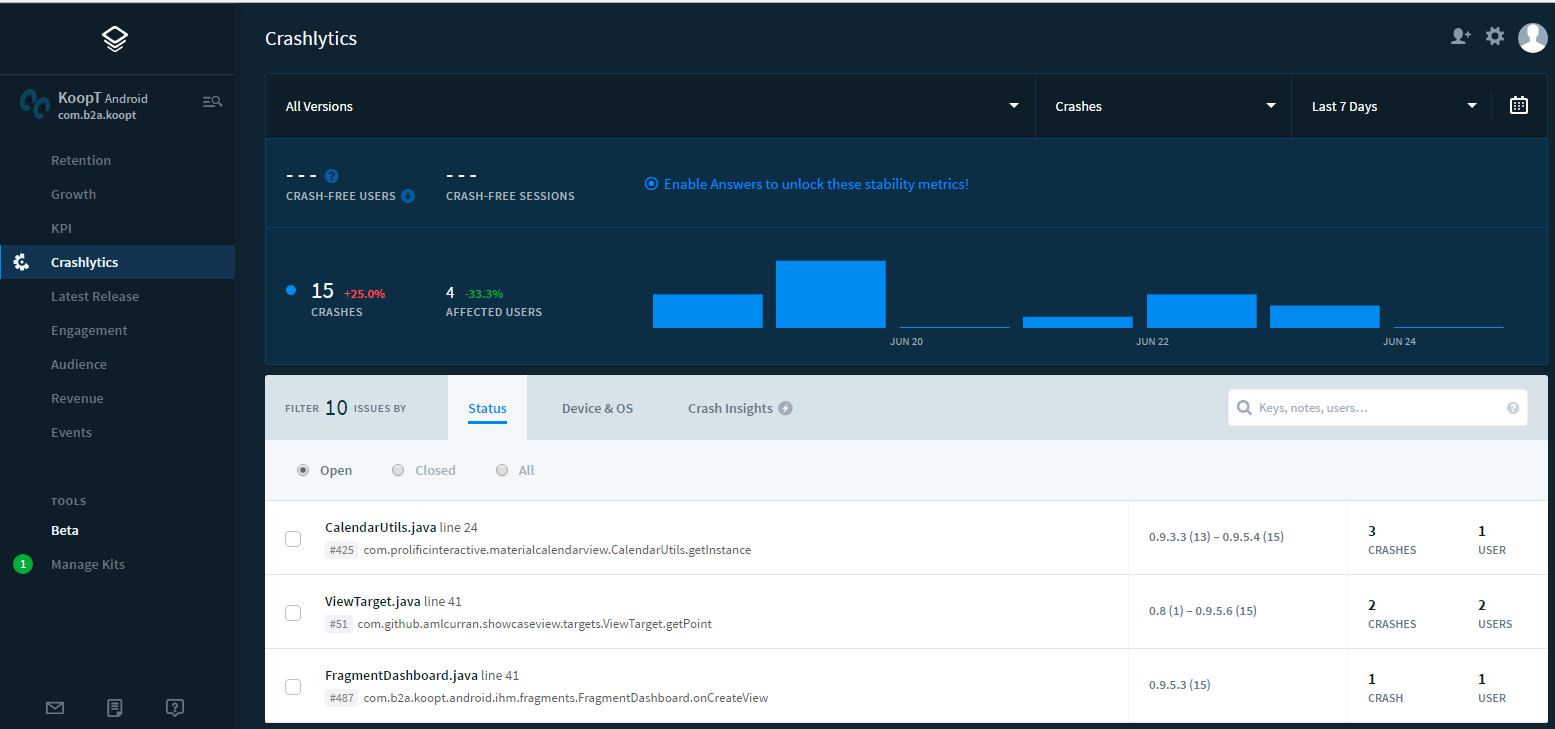 Crashlytics
KoopT Android
com.b2a.koopt
Retention
Growth
KPI
Crashlytics
Latest Release
Engagement
Audience
Revenue
Events
TOOLS
Beta
1 Manage Kits
All Versions
Crashes
Last 7 Days
--- ?
CRASH-FREE USERS
---
CRASH-FREE SESSIONS
Enable Answers to unlock these stability metrics!
15 +25.0%
CRASHES
4 -33.3%
AFFECTED USERS
JUN 20 JUN 22 JUN 24
FILTER 10 ISSUES BY Status Device & OS Crash Insights
Keys, notes, users... ?
Open Closed All
CalendarUtils.java line 24
#425 com.prolificinteractive.materialcalendarview.CalendarUtils.getInstance
0.9.3.3 (13) – 0.9.5.4 (15)
3
CRASHES
1
USER
ViewTarget.java line 41
#51 com.github.amlcurran.showcaseview.targets.ViewTarget.getPoint
0.8 (1) – 0.9.5.6 (15)
2
CRASHES
2
USERS
FragmentDashboard.java line 41
#487 com.b2a.koopt.android.ihm.fragments.FragmentDashboard.onCreateView
0.9.5.3 (15)
1
CRASH
1
USER